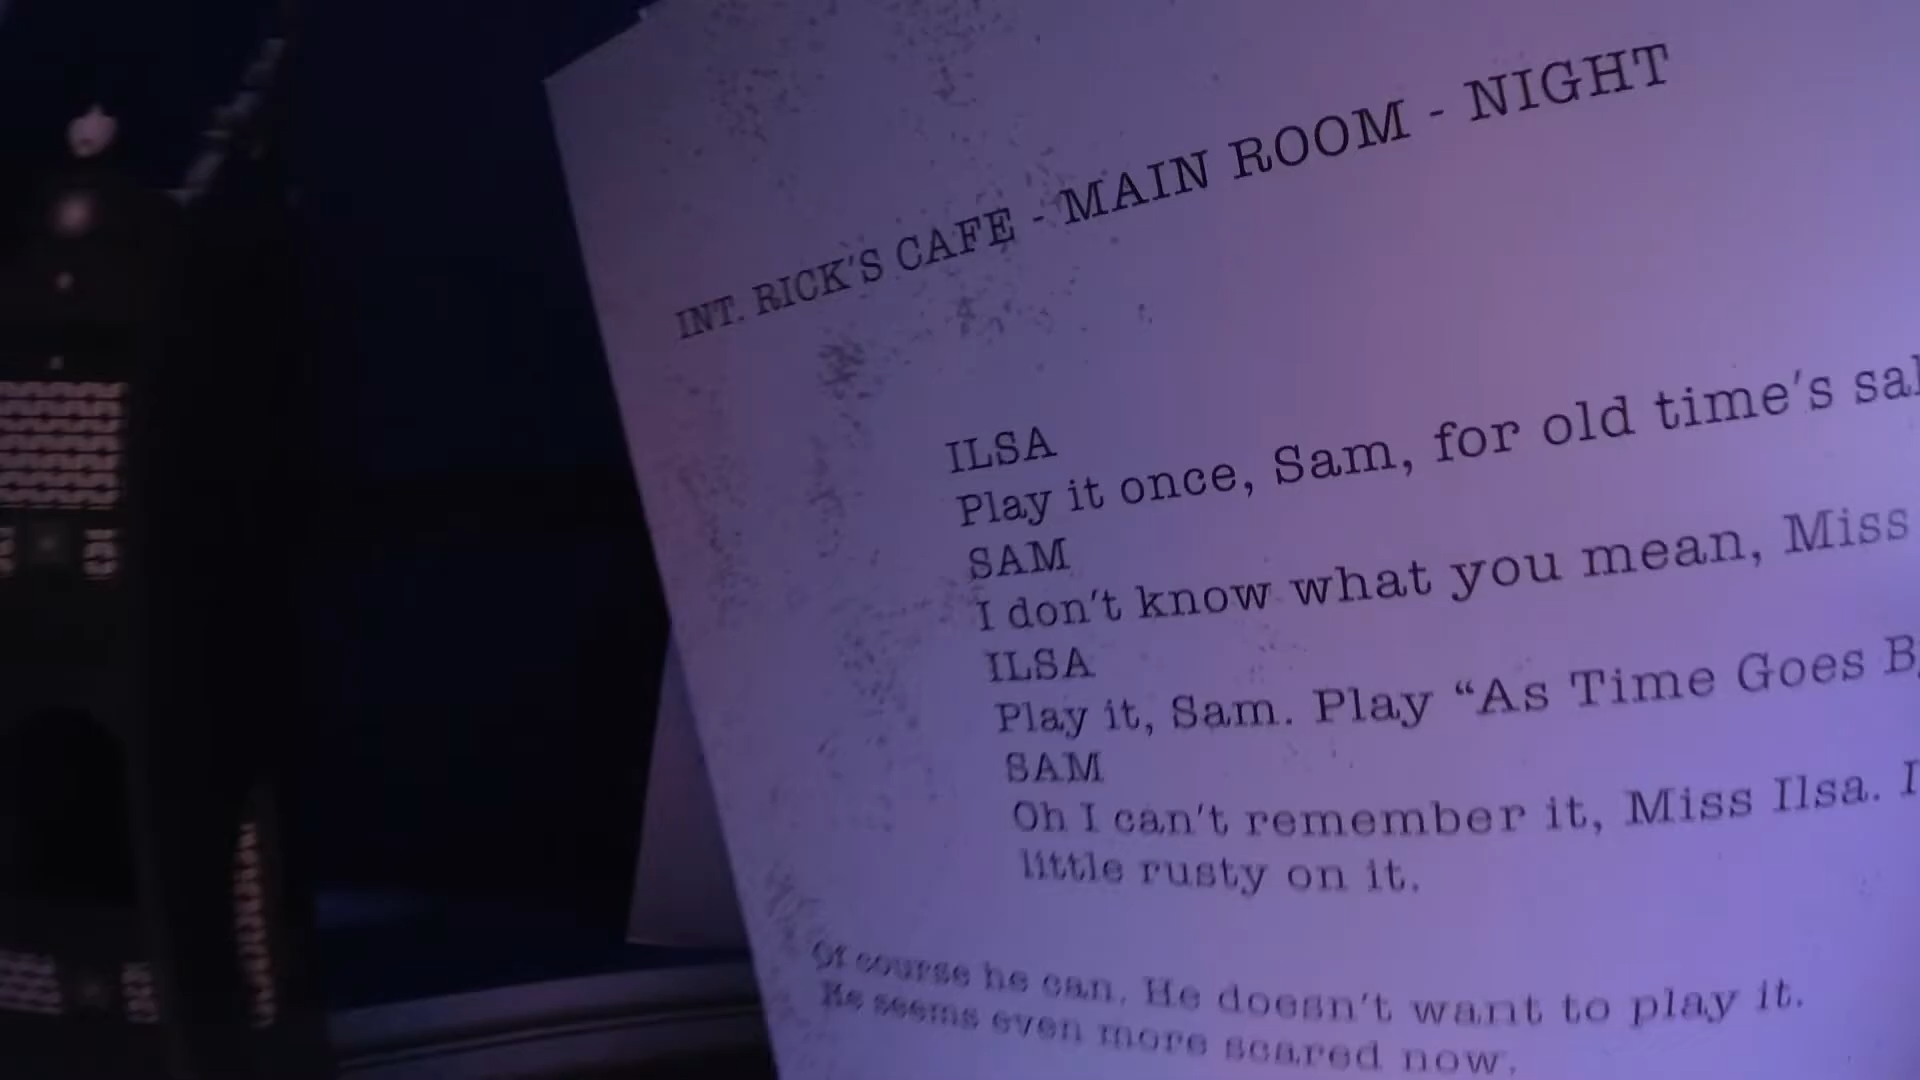 INT. RICK'S CAFE - MAIN ROOM - NIGHT
ILSA
Play it once, Sam, for old time's
SAM
I don't know what you mean, Miss
ILSA
Play it, Sam. Play “As Time Goes
SAM
Oh I can't remember it, Miss Ilsa.
little rusty on it.
Of course he can. He doesn't want to play it.
He seems even more scared now.